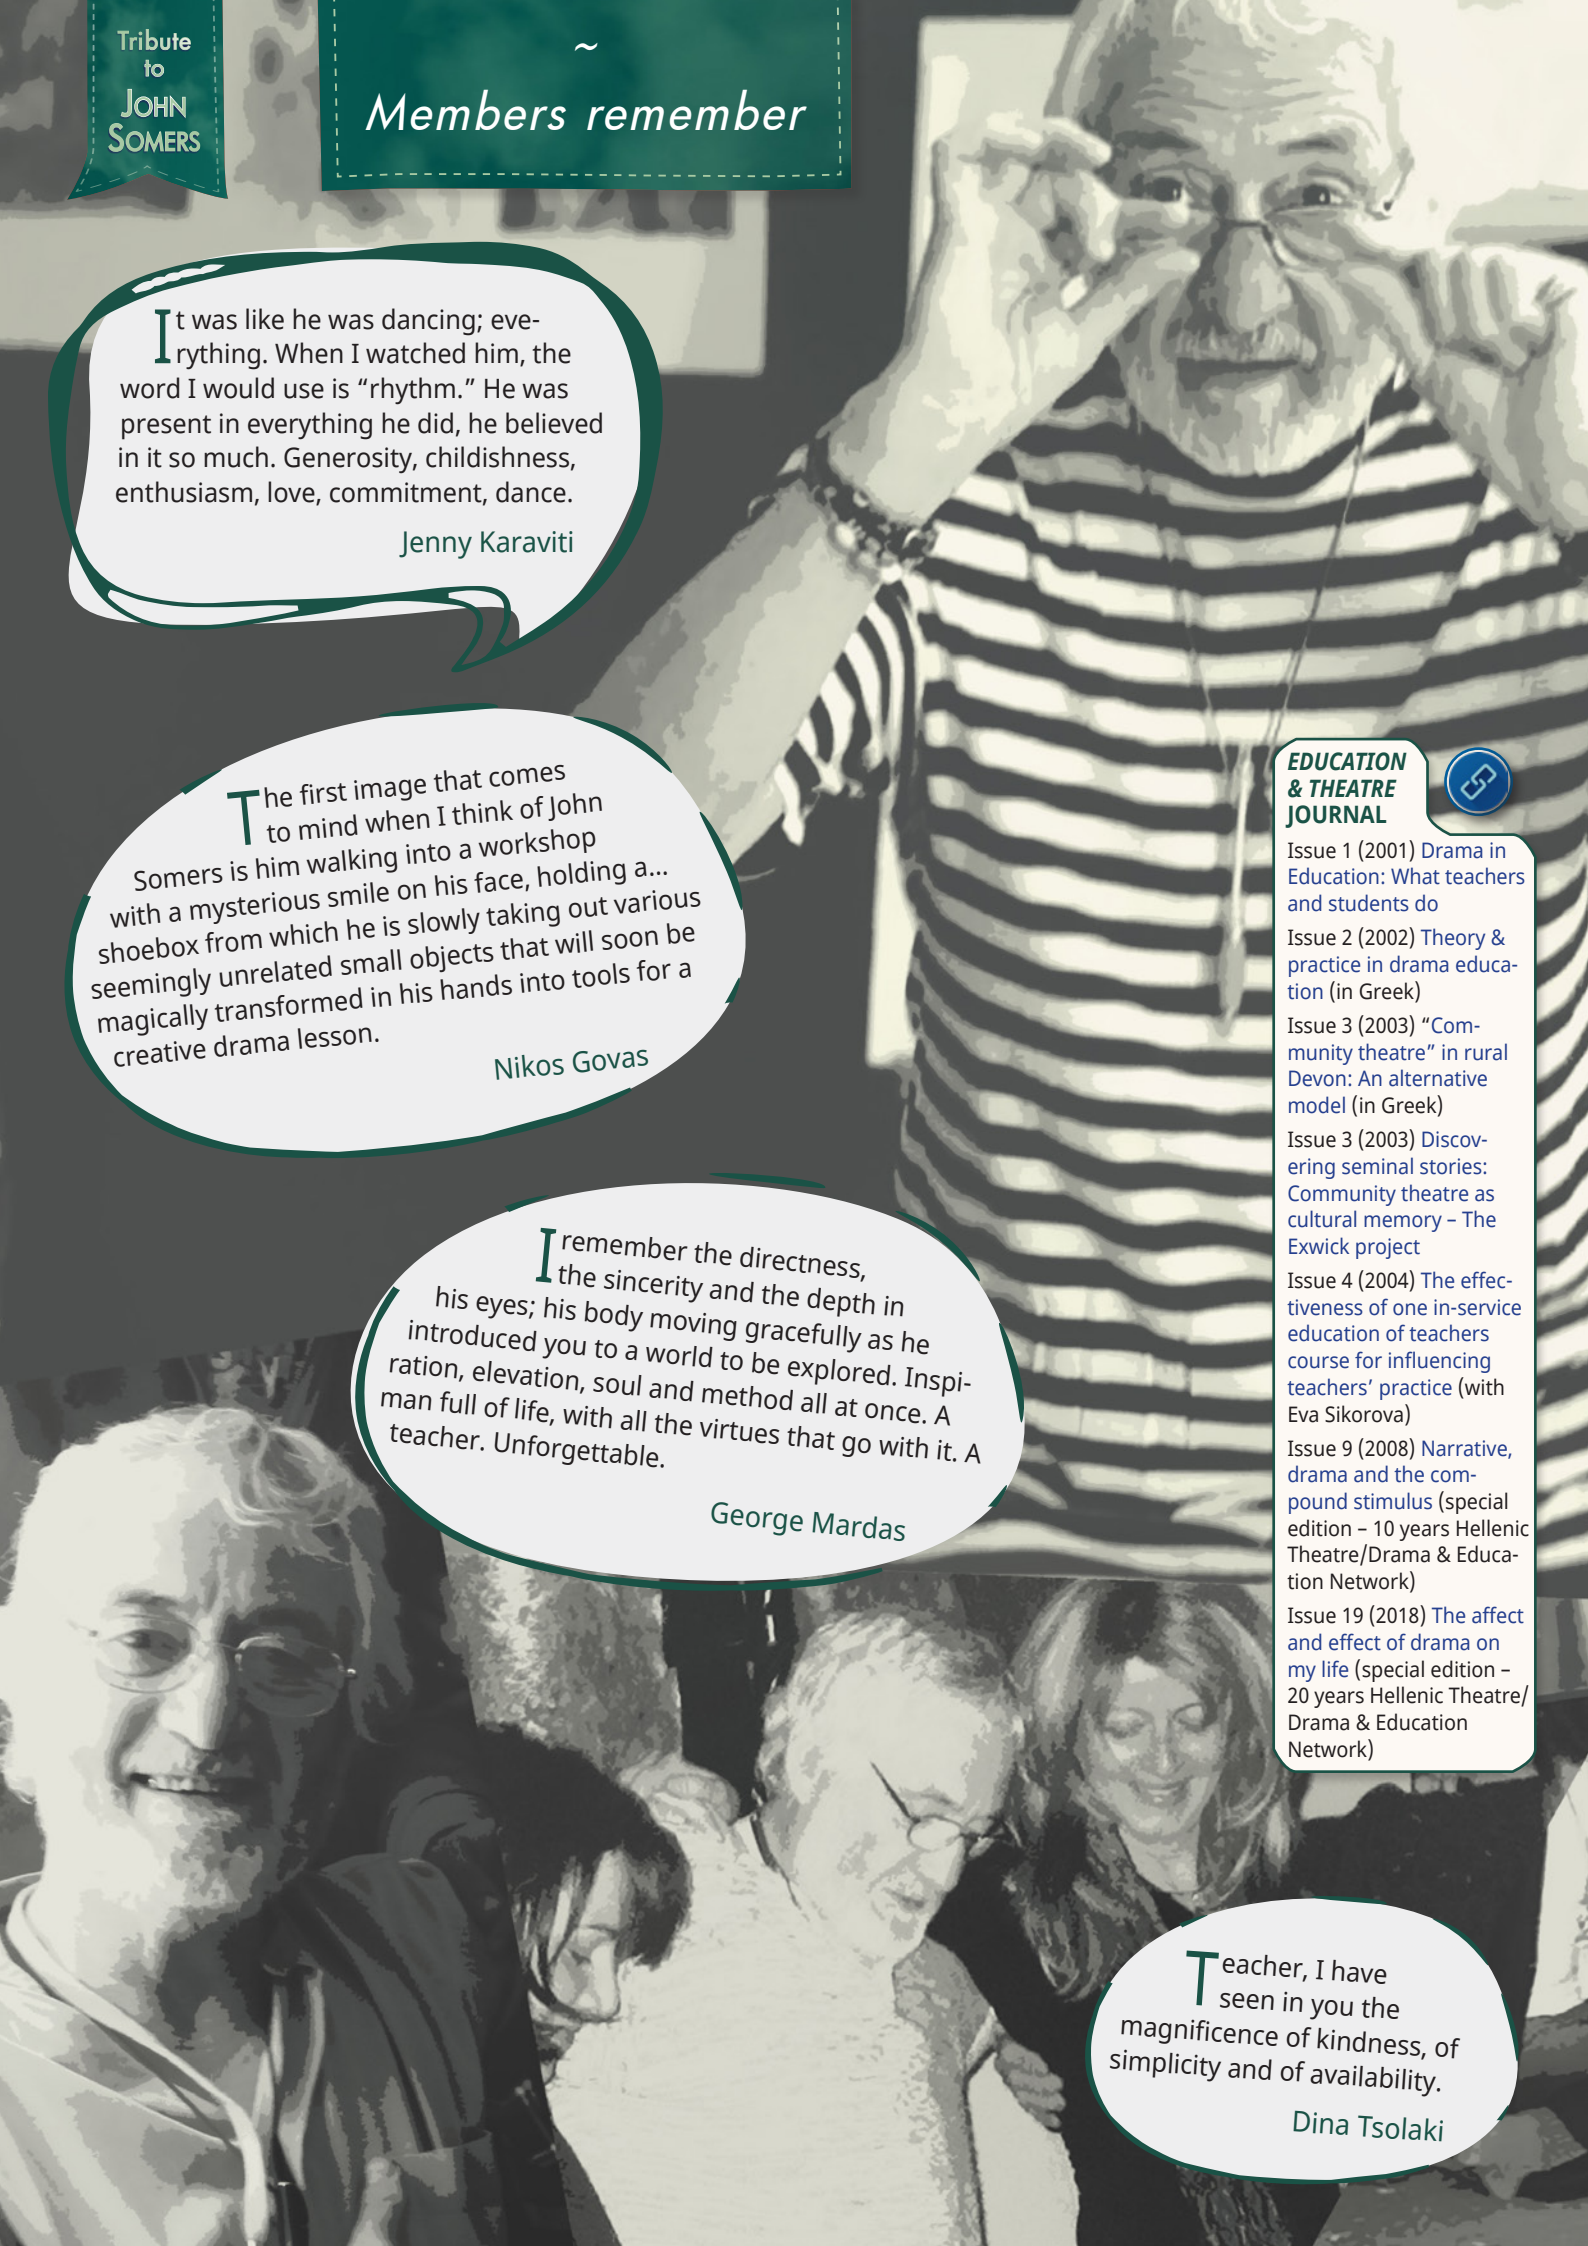 Tribute
to
JOHN
SOMERS
~
Members remember
It was like he was dancing; eve-
rything. When I watched him, the
word I would use is “rhythm.” He was
present in everything he did, he believed
in it so much. Generosity, childishness,
enthusiasm, love, commitment, dance.
Jenny Karaviti
The first image that comes
to mind when I think of John
Somers is him walking into a workshop
with a mysterious smile on his face, holding a...
shoebox from which he is slowly taking out various
seemingly unrelated small objects that will soon be
magically transformed in his hands into tools for a
creative drama lesson.
Nikos Govas
I remember the directness,
the sincerity and the depth in
his eyes; his body moving gracefully as he
introduced you to a world to be explored. Inspi-
ration, elevation, soul and method all at once. A
man full of life, with all the virtues that go with it. A
teacher. Unforgettable.
George Mardas
EDUCATION
& THEATRE
JOURNAL
Issue 1 (2001) Drama in
Education: What teachers
and students do
Issue 2 (2002) Theory &
practice in drama educa-
tion (in Greek)
Issue 3 (2003) “Com-
munity theatre” in rural
Devon: An alternative
model (in Greek)
Issue 3 (2003) Discov-
ering seminal stories:
Community theatre as
cultural memory – The
Exwick project
Issue 4 (2004) The effec-
tiveness of one in-service
education of teachers
course for influencing
teachers’ practice (with
Eva Sikorova)
Issue 9 (2008) Narrative,
drama and the com-
pound stimulus (special
edition – 10 years Hellenic
Theatre/Drama & Educa-
tion Network)
Issue 19 (2018) The affect
and effect of drama on
my life (special edition –
20 years Hellenic Theatre/
Drama & Education
Network)
Teacher, I have
seen in you the
magnificence of kindness, of
simplicity and of availability.
Dina Tsolaki